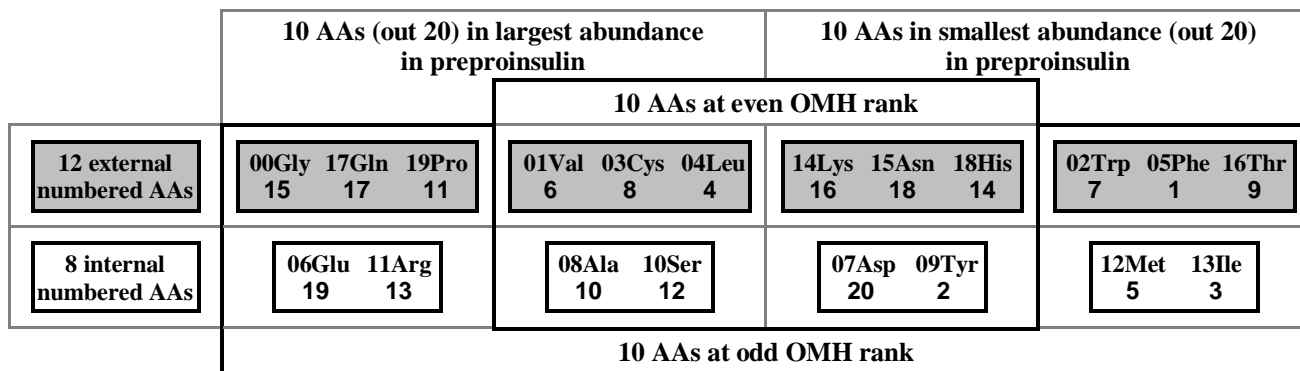 10 AAs (out 20) in largest abundance
in preproinsulin
10 AAs in smallest abundance (out 20)
in preproinsulin
10 AAs at even OMH rank
12 external
numbered AAs
00Gly 17Gln 19Pro
15 17 11
01Val 03Cys 04Leu
6 8 4
14Lys 15Asn 18His
16 18 14
02Trp 05Phe 16Thr
7 1 9
8 internal
numbered AAs
06Glu 11Arg
19 13
08Ala 10Ser
10 12
07Asp 09Tyr
20 2
12Met 13Ile
5 3
10 AAs at odd OMH rank